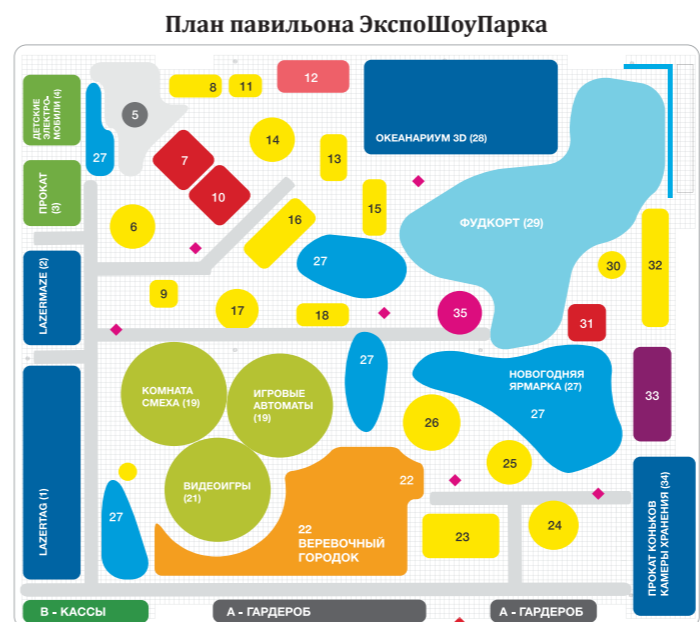 План павильона ЭкспоШоуПарка
ДЕТСКИЕ
ЭЛЕКТРО-
МОБИЛИ (4)
5
8
11
12
ОКЕАНАРИУМ 3D (28)
27
7
14
13
10
ПРОКАТ
(3)
6
16
15
ФУДКОРТ (29)
LAZERMAZE (2)
27
30
32
9
17
18
35
31
КОМНАТА
СМЕХА (19)
ИГРОВЫЕ
АВТОМАТЫ
(19)
27
НОВОГОДНЯЯ
ЯРМАРКА (27)
27
33
26
25
LAZERTAG (1)
ВИДЕОИГРЫ
(21)
22
27
22
ВЕРЕВОЧНЫЙ
ГОРОДОК
23
24
ПРОКАТ КОНЬКОВ
КАМЕРЫ ХРАНЕНИЯ (34)
В - КАССЫ
А - ГАРДЕРОБ
А - ГАРДЕРОБ